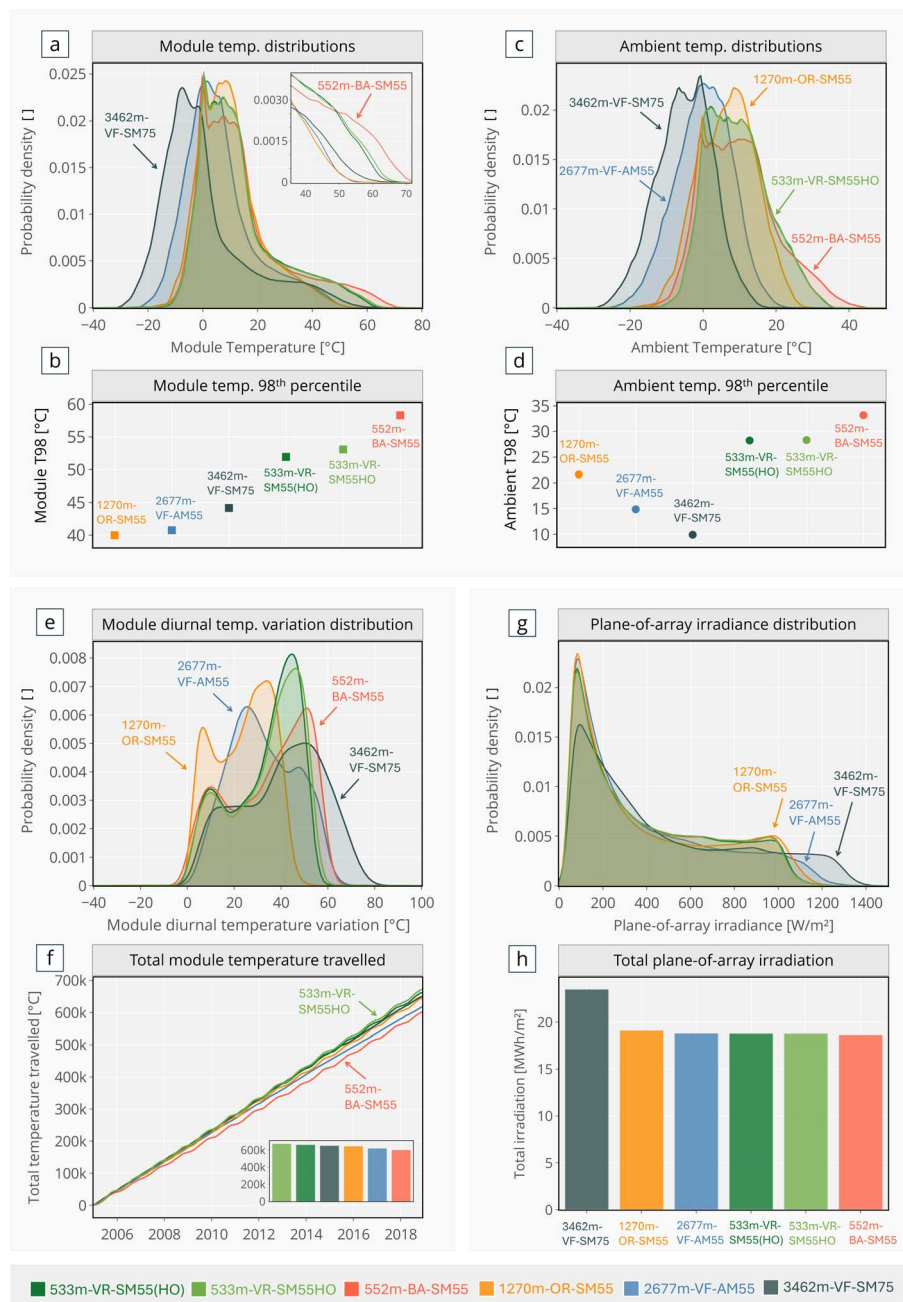 a
Module temp. distributions
Probability density [ ]
0.025
0.02
0.015
0.01
0.005
0
−40
−20
0
20
40
60
80
Module Temperature [°C]
3462m-
VF-SM75
552m-BA-SM55
0.0030
0.0015
0
40
50
60
70
c
Ambient temp. distributions
Probability density [ ]
0.02
0.015
0.01
0.005
0
−40
−20
0
20
40
Ambient Temperature [°C]
3462m-
VF-SM75
1270m-OR-SM55
2677m-VF-AM55
533m-VR-SM55HO
552m-BA-SM55
b
Module temp. 98th percentile
Module T98 [°C]
60
55
50
45
40
1270m-
OR-SM55
2677m-
VF-AM55
3462m-
VF-SM75
533m-VR-
SM55(HO)
533m-VR-
SM55HO
552m-
BA-SM55
d
Ambient temp. 98th percentile
Ambient T98 [°C]
35
30
25
20
15
10
1270m-
OR-SM55
2677m-
VF-AM55
3462m-
VF-SM75
533m-VR-
SM55(HO)
533m-VR-
SM55HO
552m-
BA-SM55
e
Module diurnal temp. variation distribution
Probability density [ ]
0.008
0.007
0.006
0.005
0.004
0.003
0.002
0.001
0
−40
−20
0
20
40
60
80
100
Module diurnal temperature variation [°C]
2677m-
VF-AM55
1270m-
OR-SM55
552m-
BA-SM55
3462m-
VF-SM75
g
Plane-of-array irradiance distribution
Probability density [ ]
0.02
0.015
0.01
0.005
0
0
200
400
600
800
1000
1200
1400
Plane-of-array irradiance [W/m²]
1270m-
OR-SM55
2677m-
VF-AM55
3462m-
VF-SM75
f
Total module temperature travelled
Total temperature travelled [°C]
700k
600k
500k
400k
300k
200k
100k
0
2006
2008
2010
2012
2014
2016
2018
533m-VR-
SM55HO
552m-
BA-SM55
600k
400k
200k
0
h
Total plane-of-array irradiation
Total irradiation [MWh/m²]
20
15
10
5
0
3462m-
VF-SM75
1270m-
OR-SM55
2677m-
VF-AM55
533m-VR-
SM55(HO)
533m-VR-
SM55HO
552m-
BA-SM55
533m-VR-SM55(HO) 533m-VR-SM55HO 552m-BA-SM55 1270m-OR-SM55 2677m-VF-AM55 3462m-VF-SM75